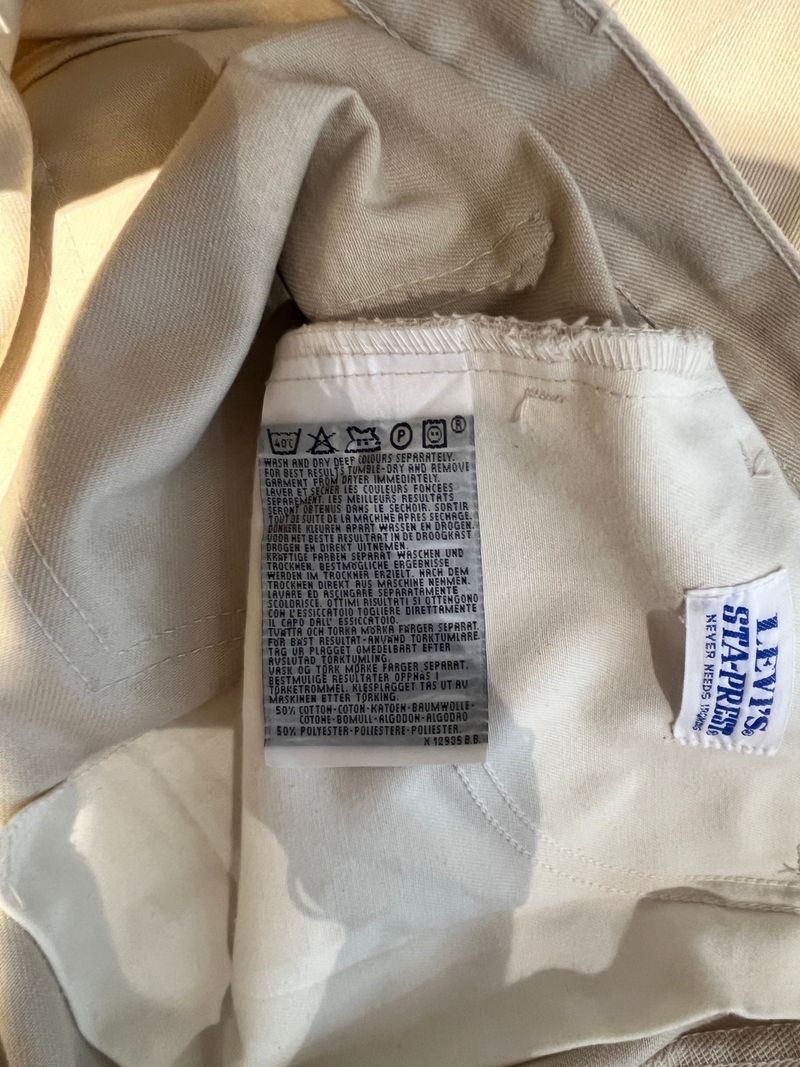 40°C P ®
WASH AND DRY DEEP COLOURS SEPARATELY.
FOR BEST RESULTS TUMBLE-DRY AND REMOVE
GARMENT FROM DRYER IMMEDIATELY.
LAVER ET SECHER LES COULEURS FONCEES
SEPAREMENT. LES MEILLEURS RESULTATS
SERONT OBTENUS DANS LE SECHOIR. SORTIR
TOUT DE SUITE DE LA MACHINE APRES SECHAGE.
DONKERE KLEUREN APART WASSEN EN DROGEN.
VOOR HET BESTE RESULTAAT IN DE DROOGKAST
DROGEN EN DIREKT UITNEMEN.
KRÄFTIGE FARBEN SEPARAT WASCHEN UND
TROCKNEN. BESTMÖGLICHE ERGEBNISSE
WERDEN IM TROCKNER ERZIELT. NACH DEM
TROCKNEN DIREKT AUS MASCHINE NEHMEN.
LAVARE ED ASCINGARE SEPARATAMENTE
SCOLORISCE. OTTIMI RISULTATI SI OTTENGONO
CON L'ESSICCATOIO TOGLIERE DIRETTAMENTE
IL CAPO DALL' ESSICCATOIO.
TVÄTTA OCH TORKA MÖRKA FÄRGER SEPARAT.
FÖR BÄST RESULTAT-ANVÄND TORKTUMLARE.
TAG UR PLAGGET OMEDELBART EFTER
AVSLUTAD TORKTUMLING.
VASK OG TÖRK MÖRKE FARGER SEPARAT.
BESTMULIGE RESULTATER OPPNAS I
TÖRKETROMMEL. KLESPLAGGET TAS UT AV
MASKINEN ETTER TÖRKING.
50% COTTON-COTON-KATOEN-BAUMWOLLE-
COTONE-BOMULL-ALGODON-ALGODAO
50% POLYESTER-POLIESTERE-POLIESTER
X 12935 B.B.
LEVI'S®
STA-PREST®
NEVER NEEDS IRONING